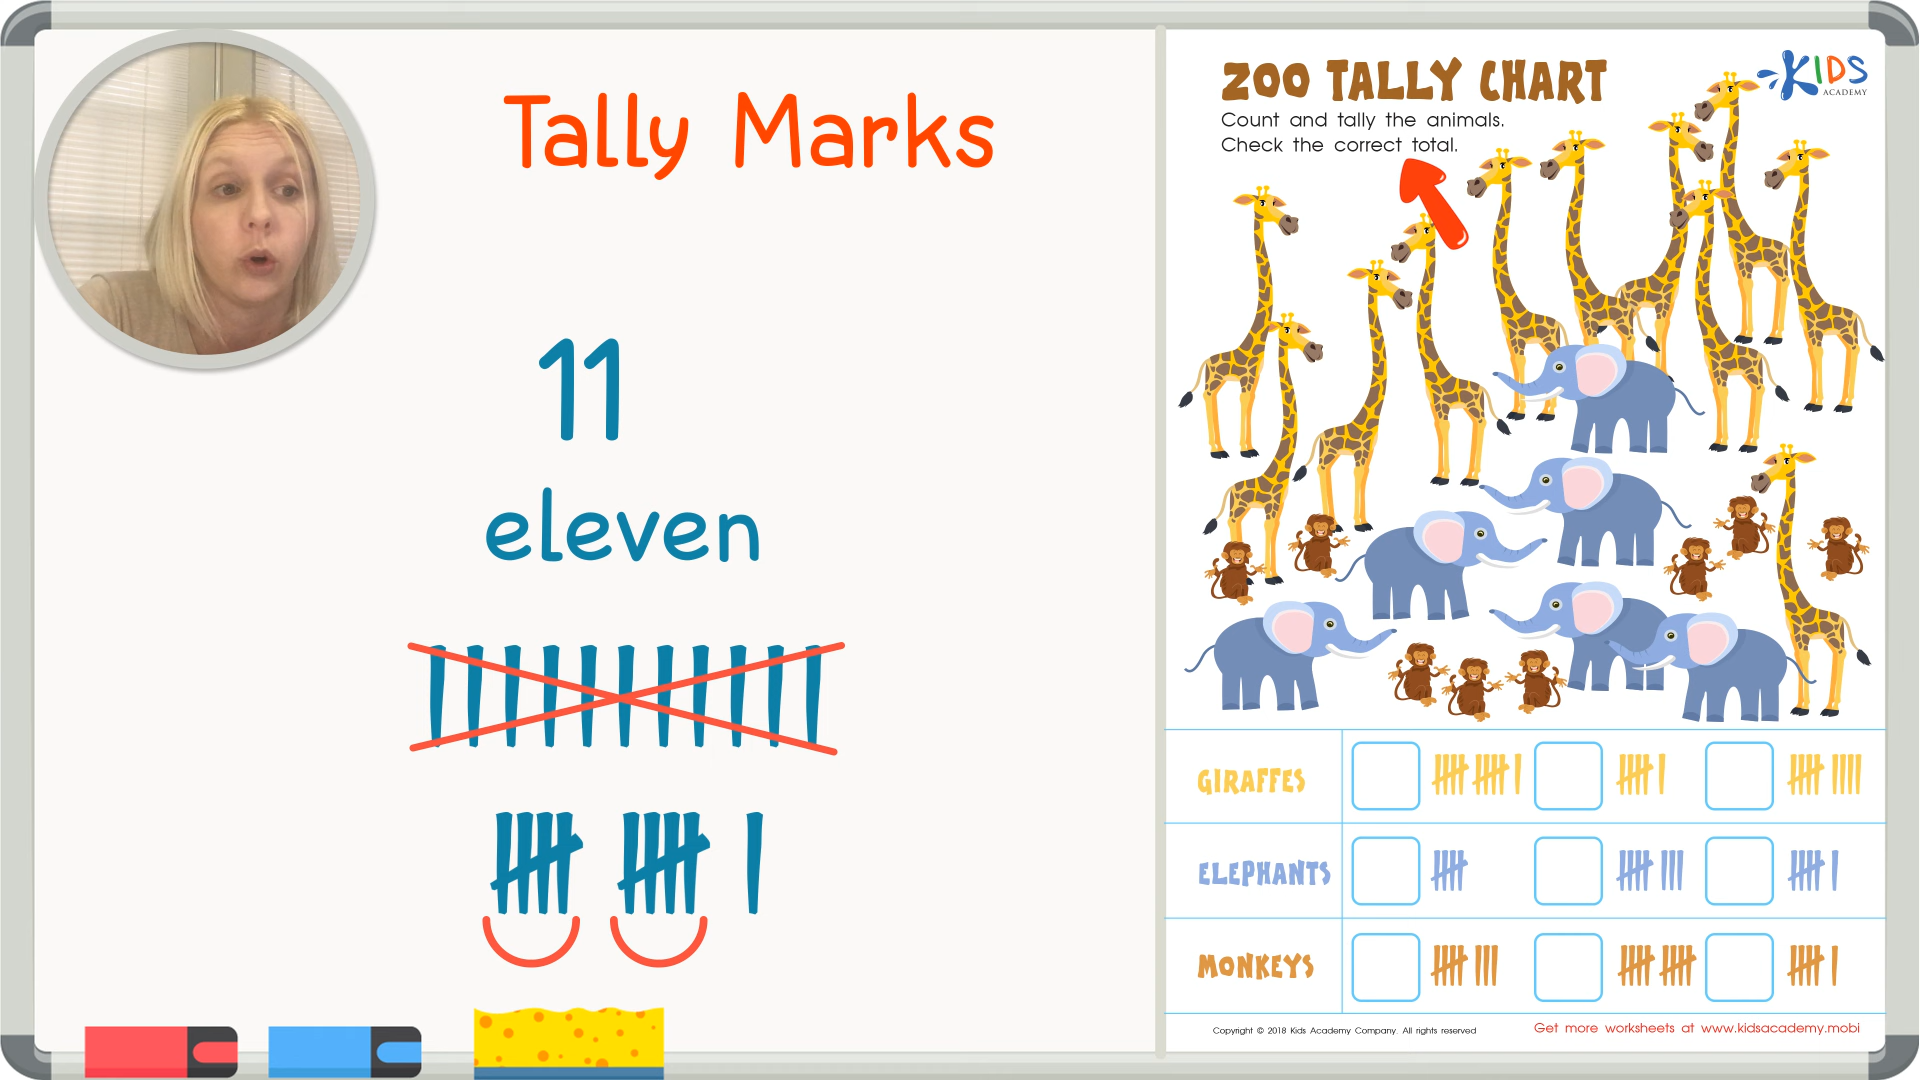 Tally Marks
11
eleven
ZOO TALLY CHART
Count and tally the animals.
Check the correct total.
KIDS
ACADEMY
GIRAFFES
ELEPHANTS
MONKEYS
Copyright © 2018 Kids Academy Company. All rights reserved
Get more worksheets at www.kidsacademy.mobi